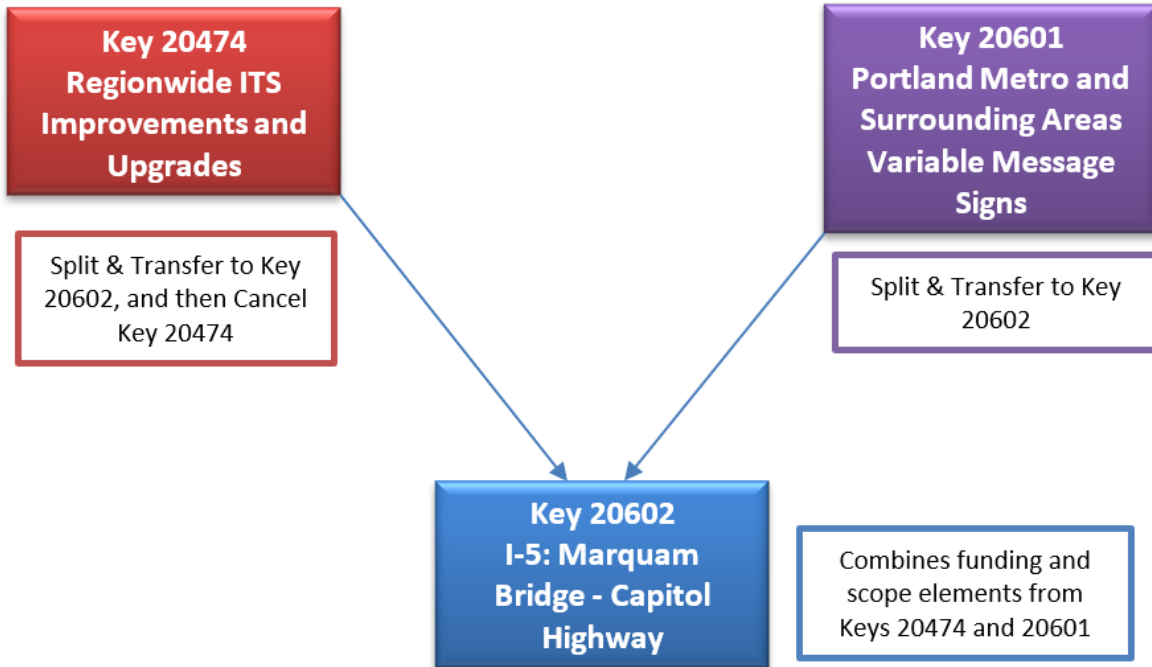 Key 20474
Regionwide ITS
Improvements and
Upgrades
Key 20601
Portland Metro and
Surrounding Areas
Variable Message
Signs
Split & Transfer to Key
20602, and then Cancel
Key 20474
Split & Transfer to Key
20602
Key 20602
I-5: Marquam
Bridge - Capitol
Highway
Combines funding and
scope elements from
Keys 20474 and 20601